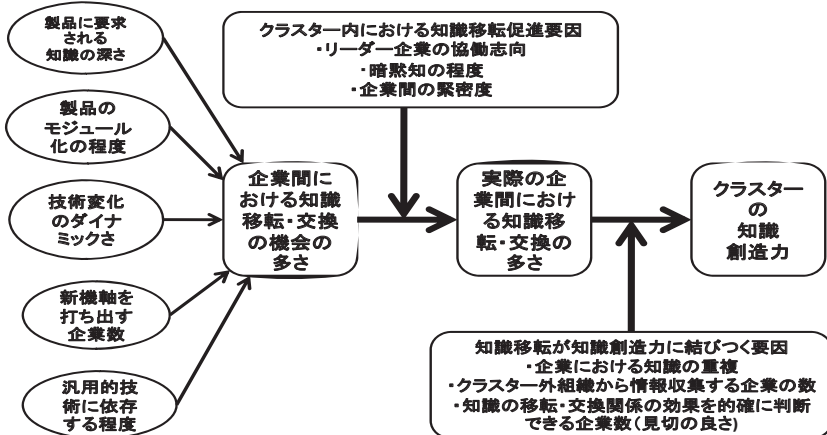 製品に要求
される
知識の深さ
製品の
モジュール
化の程度
技術変化
のダイナ
ミックさ
新機軸を
打ち出す
企業数
汎用的技
術に依存
する程度
クラスター内における知識移転促進要因
・リーダー企業の協働志向
・暗黙知の程度
・企業間の緊密度
企業間に
おける知識
移転・交換
の機会の
多さ
実際の企
業間におけ
る知識移
転・交換の
多さ
クラスター
の
知識
創造力
知識移転が知識創造力に結びつく要因
・企業における知識の重複
・クラスター外組織から情報収集する企業の数
・知識の移転・交換関係の効果を的確に判断
できる企業数(見切の良さ)